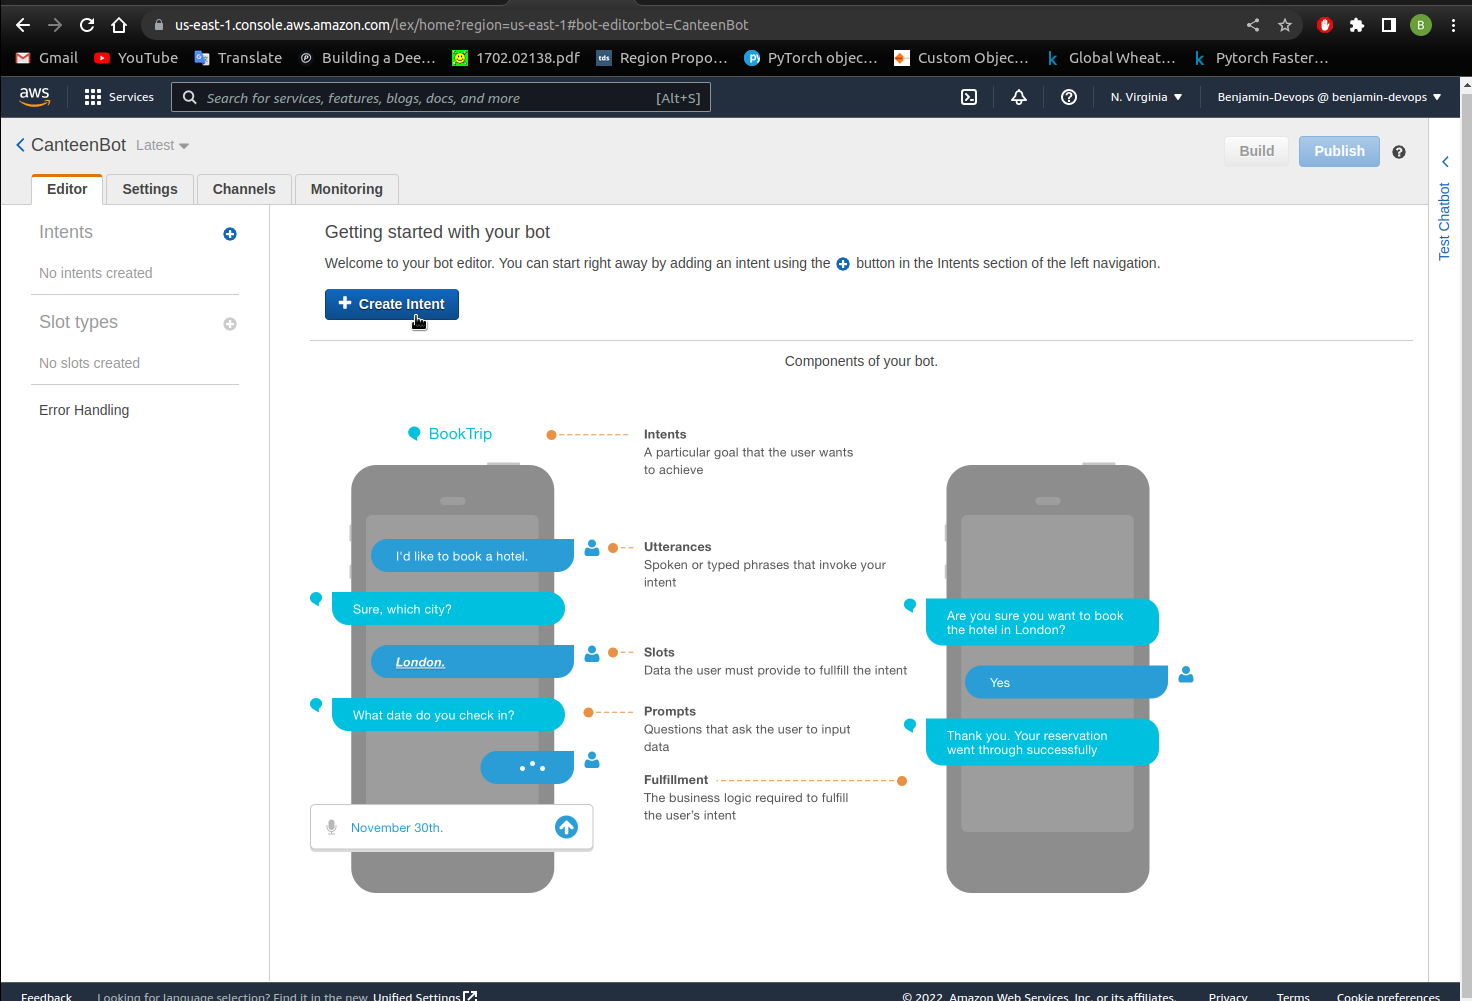 us-east-1.console.aws.amazon.com/lex/home?region=us-east-1#bot-editor:bot=CanteenBot
B
Gmail YouTube Translate Building a Dee... 1702.02138.pdf tds Region Propo... PyTorch objec... Custom Objec... k Global Wheat... k Pytorch Faster...
aws Services Search for services, features, blogs, docs, and more [Alt+S] N. Virginia Benjamin-Devops @ benjamin-devops
CanteenBot Latest
Build Publish
Editor Settings Channels Monitoring
Test Chatbot
Intents
No intents created
Slot types
No slots created
Error Handling
Getting started with your bot
Welcome to your bot editor. You can start right away by adding an intent using the button in the Intents section of the left navigation.
Create Intent
Components of your bot.
BookTrip
I'd like to book a hotel.
Sure, which city?
London.
What date do you check in?
November 30th.
Intents
A particular goal that the user wants
to achieve
Utterances
Spoken or typed phrases that invoke your
intent
Slots
Data the user must provide to fullfill the intent
Prompts
Questions that ask the user to input
data
Fulfillment
The business logic required to fulfill
the user's intent
Are you sure you want to book
the hotel in London?
Yes
Thank you. Your reservation
went through successfully
Feedback Looking for language selection? Find it in the new Unified Settings © 2022, Amazon Web Services, Inc. or its affiliates. Privacy Terms Cookie preferences